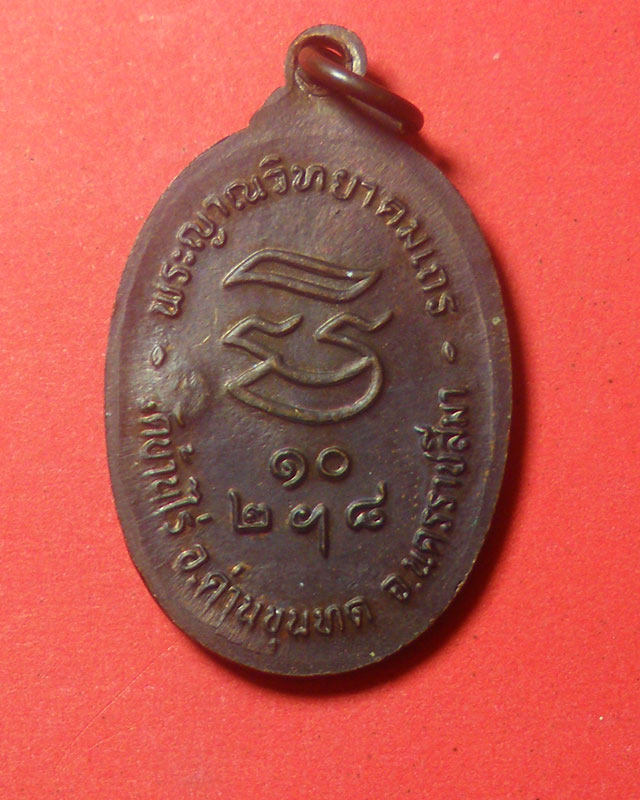 พระญาณวิทยาคมเถร
๑๐
๒ ฯ ๘
วัดบ้านไร่ อ.ด่านขุนทด จ.นครราชสีมา